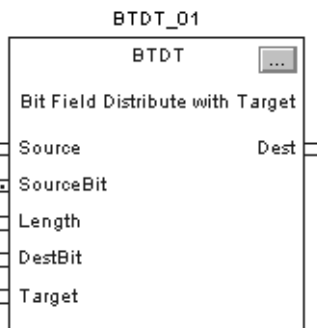 BTDT_01
BTDT
...
Bit Field Distribute with Target
Source Dest
SourceBit
Length
DestBit
Target